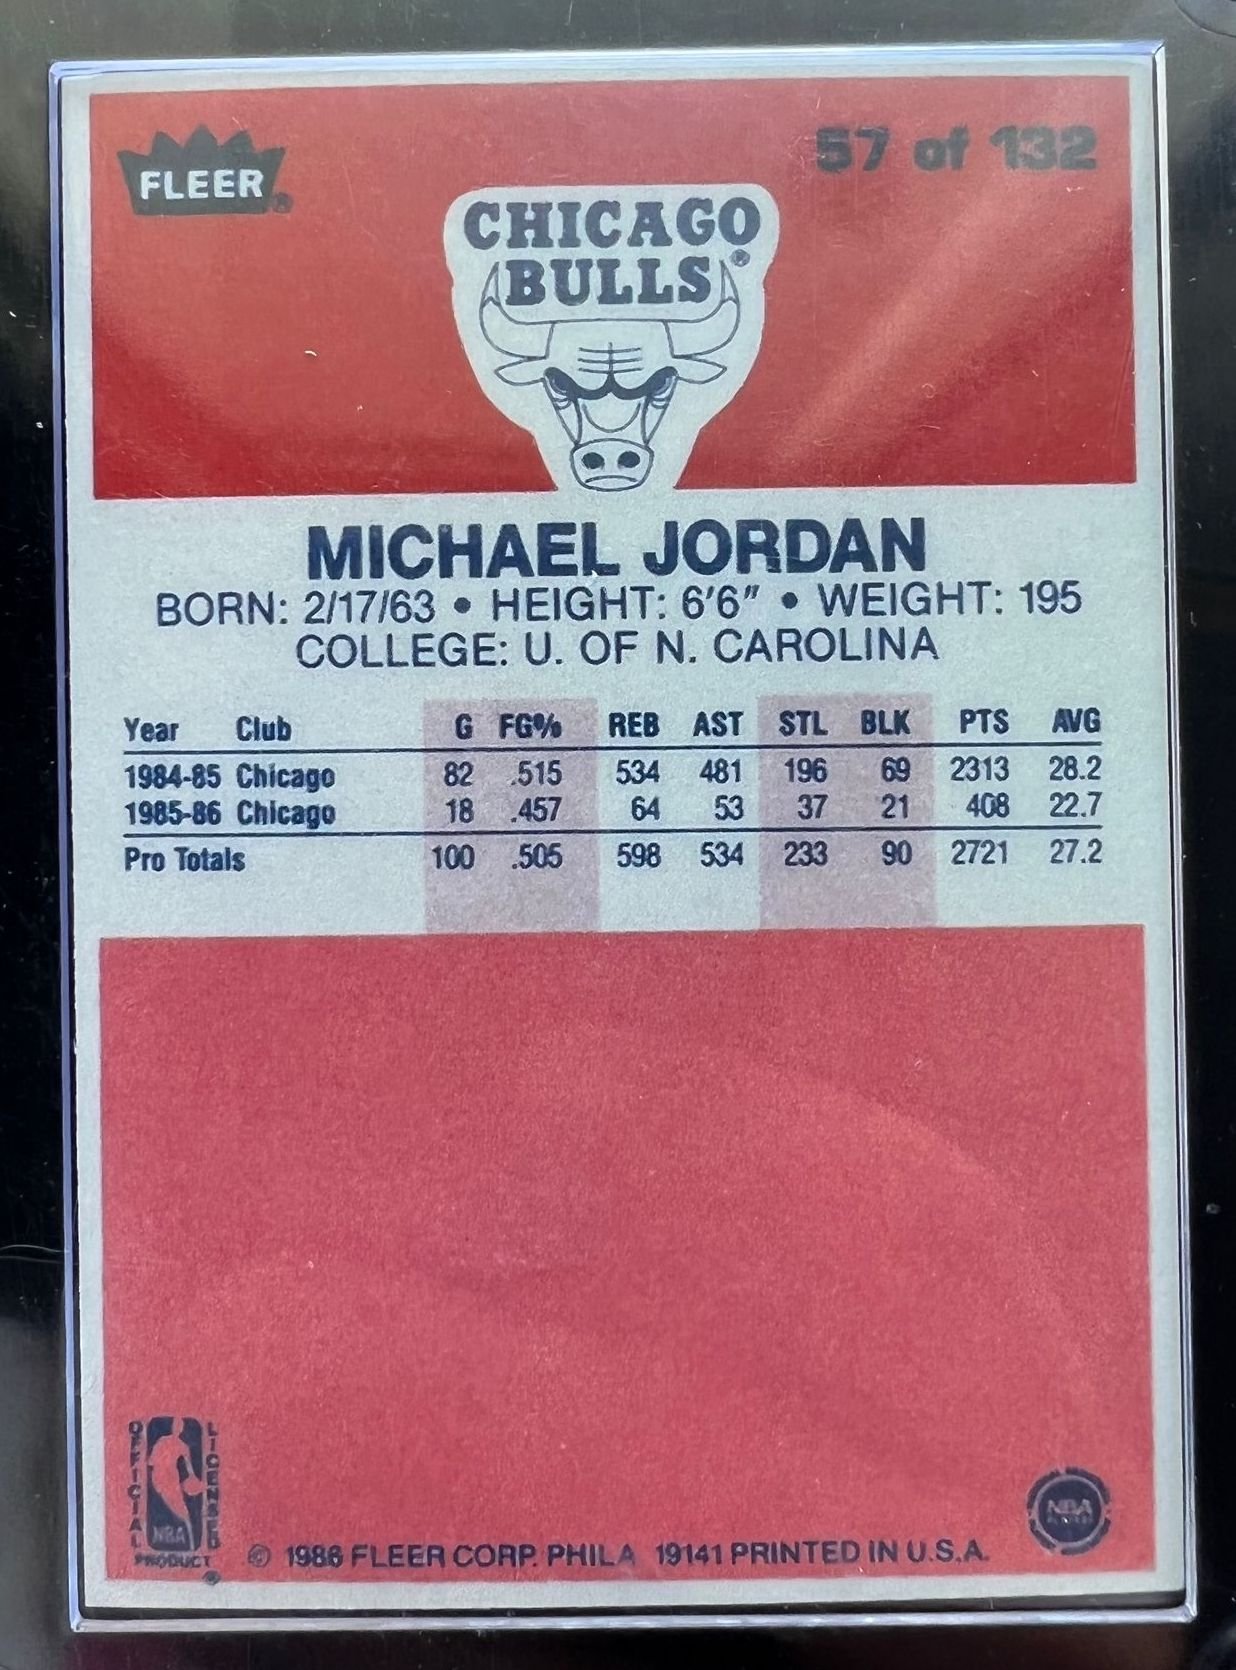 FLEER®
57 of 132
CHICAGO
BULLS®
MICHAEL JORDAN
BORN: 2/17/63 • HEIGHT: 6'6" • WEIGHT: 195
COLLEGE: U. OF N. CAROLINA
Year Club G FG% REB AST STL BLK PTS AVG
1984-85 Chicago 82 .515 534 481 196 69 2313 28.2
1985-86 Chicago 18 .457 64 53 37 21 408 22.7
Pro Totals 100 .505 598 534 233 90 2721 27.2
OFFICIAL LICENSED
NBA
PRODUCT
®
© 1986 FLEER CORP. PHILA 19141 PRINTED IN U.S.A.
NBA